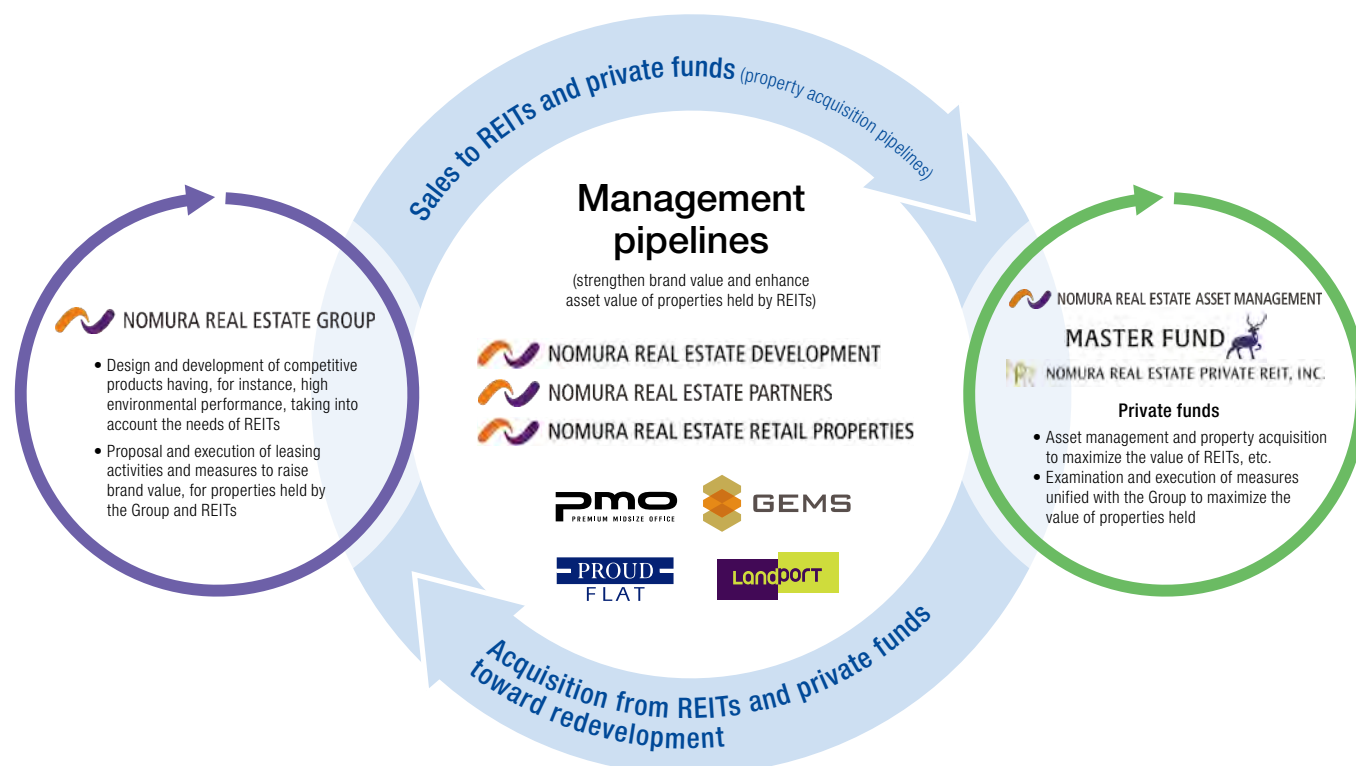 Sales to REITs and private funds (property acquisition pipelines)
Management
pipelines
(strengthen brand value and enhance
asset value of properties held by REITs)
NOMURA REAL ESTATE DEVELOPMENT
NOMURA REAL ESTATE PARTNERS
NOMURA REAL ESTATE RETAIL PROPERTIES
pmo
PREMIUM MIDSIZE OFFICE
GEMS
PROUD
FLAT
Landport
NOMURA REAL ESTATE GROUP
• Design and development of competitive
products having, for instance, high
environmental performance, taking into
account the needs of REITs
• Proposal and execution of leasing
activities and measures to raise
brand value, for properties held by
the Group and REITs
NOMURA REAL ESTATE ASSET MANAGEMENT
MASTER FUND
NOMURA REAL ESTATE PRIVATE REIT, INC.
Private funds
• Asset management and property acquisition
to maximize the value of REITs, etc.
• Examination and execution of measures
unified with the Group to maximize the
value of properties held
Acquisition from REITs and private funds
toward redevelopment